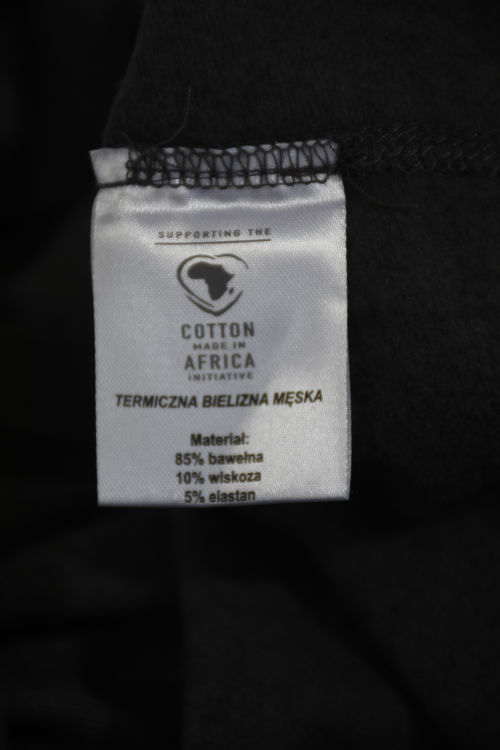 SUPPORTING THE
COTTON
MADE IN
AFRICA
INITIATIVE
TERMICZNA BIELIZNA MĘSKA
Materiał:
85% bawełna
10% wiskoza
5% elastan